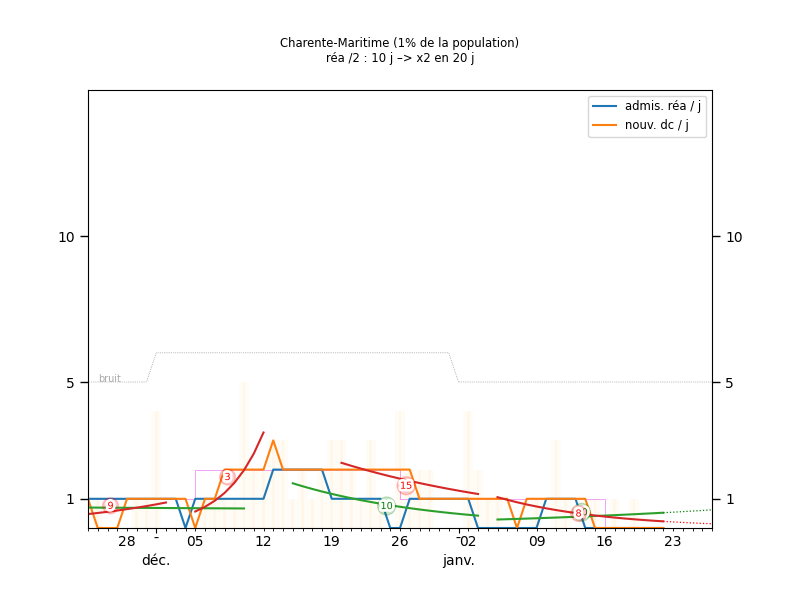 Charente-Maritime (1% de la population)
réa /2 : 10 j –> x2 en 20 j
admis. réa / j
nouv. dc / j
10 10
bruit
5 5
3
15
9 10 8
1 1
28 05 12 19 26 02 09 16 23
déc. janv.